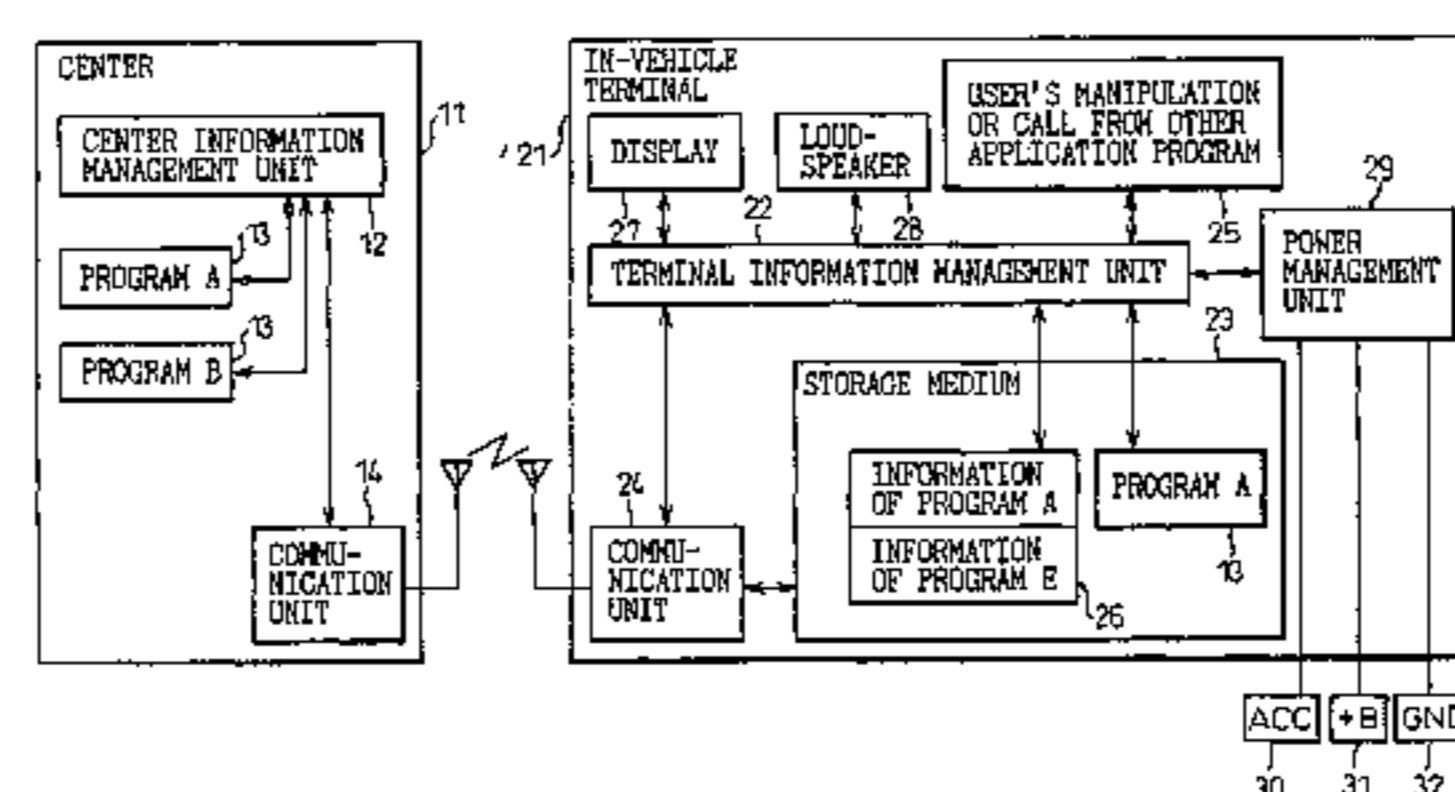 CENTER
CENTER INFORMATION
MANAGEMENT UNIT
11
12
13
PROGRAM A
13
PROGRAM B
14
COMMU-
NICATION
UNIT
IN-VEHICLE
TERMINAL
21
DISPLAY
27
LOUD-
SPEAKER
28
USER'S MANIPULATION
OR CALL FROM OTHER
APPLICATION PROGRAM
25
22
TERMINAL INFORMATION MANAGEMENT UNIT
29
POWER
MANAGEMENT
UNIT
23
STORAGE MEDIUM
INFORMATION
OF PROGRAM A
INFORMATION
OF PROGRAM E
26
PROGRAM A
13
24
COMMU-
NICATION
UNIT
ACC
+B
GND
30
31
32